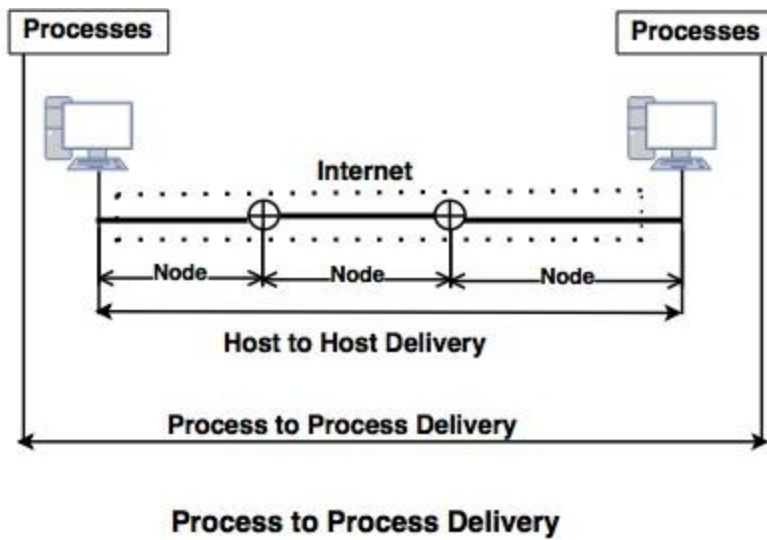 Processes
Processes
Internet
Node
Node
Node
Host to Host Delivery
Process to Process Delivery
Process to Process Delivery